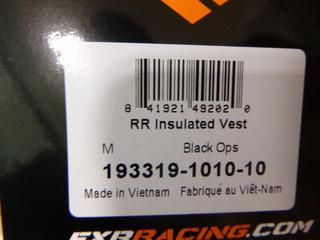 8 41921 49202 0
RR Insulated Vest
M Black Ops
193319-1010-10
Made in Vietnam Fabriqué au Viêt-Nam
FXRRACING.COM